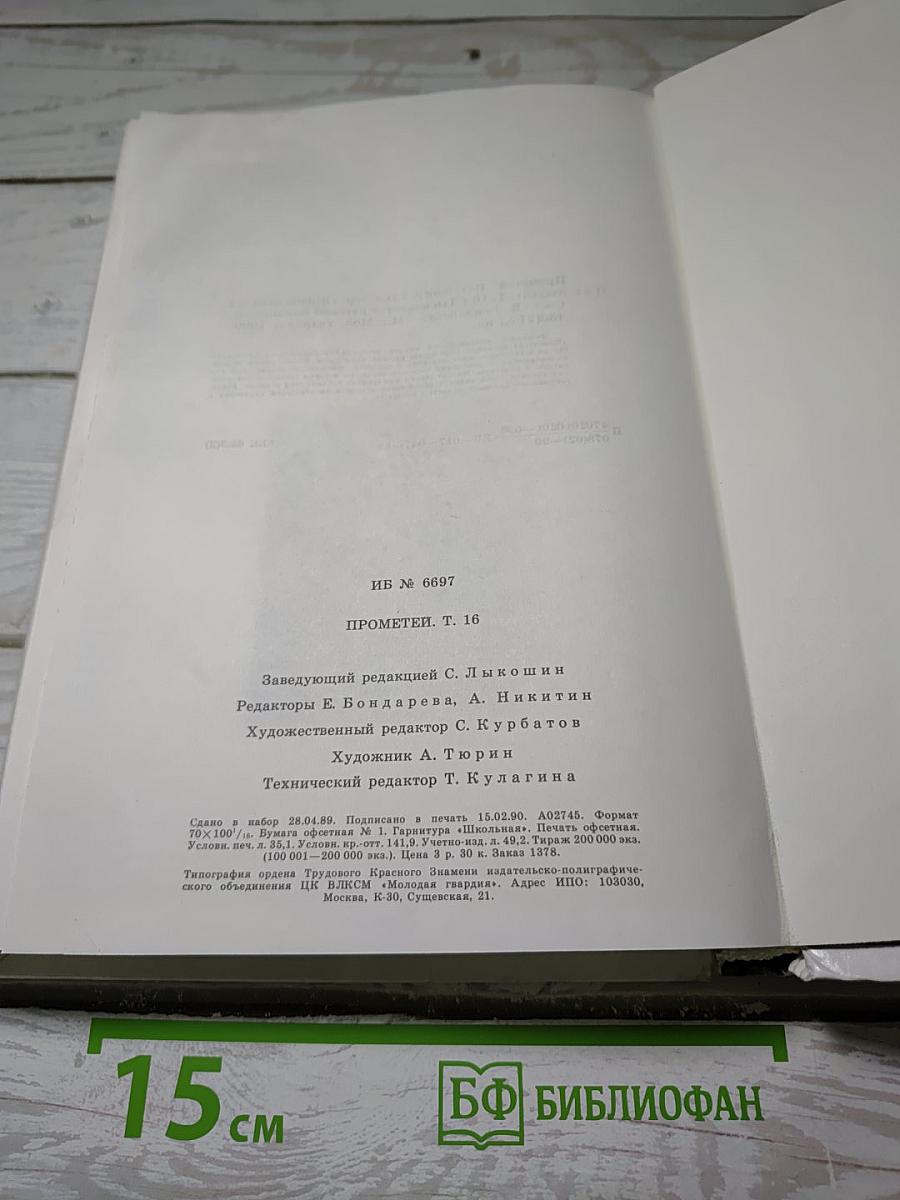 ИБ № 6697
ПРОМЕТЕЙ. Т. 16
Заведующий редакцией С. Лыкошин
Редакторы Е. Бондарева, А. Никитин
Художественный редактор С. Курбатов
Художник А. Тюрин
Технический редактор Т. Кулагина
Сдано в набор 28.04.89. Подписано в печать 15.02.90. А02745. Формат
70×100¹/₁₆. Бумага офсетная № 1. Гарнитура «Школьная». Печать офсетная.
Условн. печ. л. 35,1. Условн. кр.-отт. 141,9. Учетно-изд. л. 49,2. Тираж 200 000 экз.
(100 001—200 000 экз.). Цена 3 р. 30 к. Заказ 1378.
Типография ордена Трудового Красного Знамени издательско-полиграфиче-
ского объединения ЦК ВЛКСМ «Молодая гвардия». Адрес ИПО: 103030,
Москва, К-30, Сущевская, 21.
15 см
БФ БИБЛИОФАН